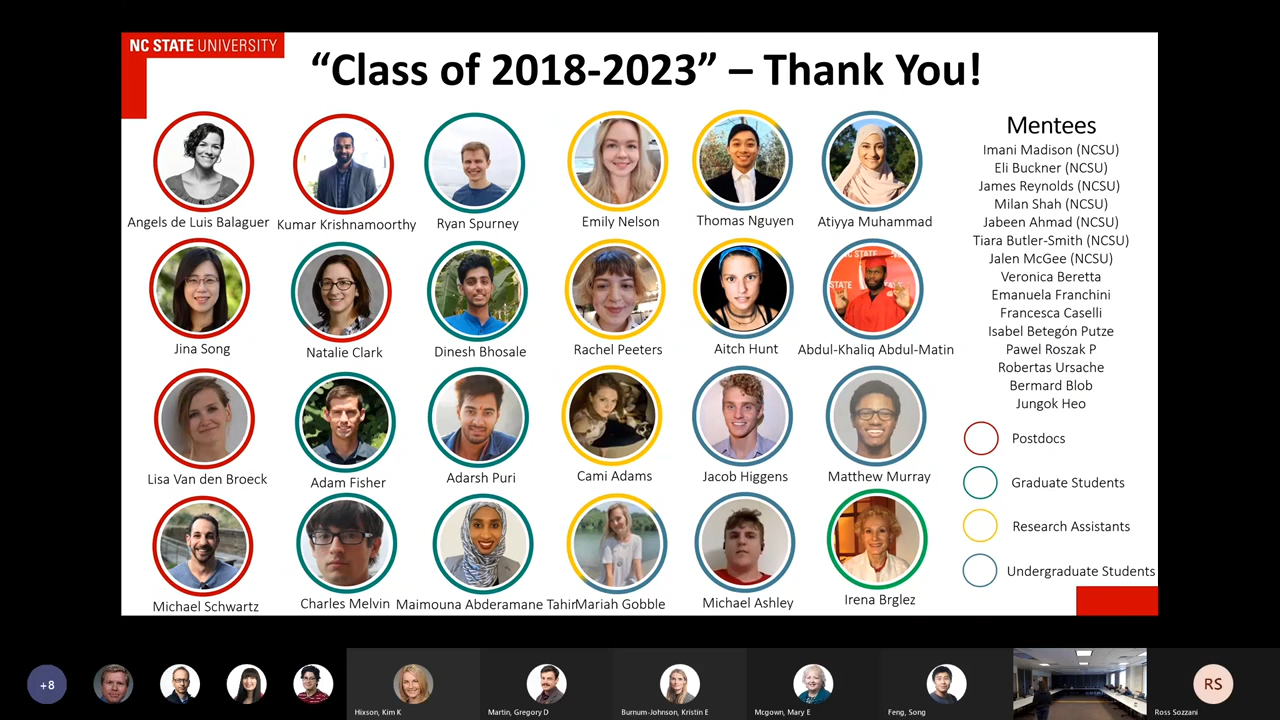 NC STATE UNIVERSITY
“Class of 2018-2023” – Thank You!
Angels de Luis Balaguer
Kumar Krishnamoorthy
Ryan Spurney
Emily Nelson
Thomas Nguyen
Atiyya Muhammad
Jina Song
Natalie Clark
Dinesh Bhosale
Rachel Peeters
Aitch Hunt
Abdul-Khaliq Abdul-Matin
Lisa Van den Broeck
Adam Fisher
Adarsh Puri
Cami Adams
Jacob Higgens
Matthew Murray
Michael Schwartz
Charles Melvin
Maimouna Abderamane Tahir
Mariah Gobble
Michael Ashley
Irena Brglez
Mentees
Imani Madison (NCSU)
Eli Buckner (NCSU)
James Reynolds (NCSU)
Milan Shah (NCSU)
Jabeen Ahmad (NCSU)
Tiara Butler-Smith (NCSU)
Jalen McGee (NCSU)
Veronica Beretta
Emanuela Franchini
Francesca Caselli
Isabel Betegón Putze
Pawel Roszak P
Robertas Ursache
Bermard Blob
Jungok Heo
Postdocs
Graduate Students
Research Assistants
Undergraduate Students
+8
Hixson, Kim K
Martin, Gregory D
Burnum-Johnson, Kristin E
Mcgown, Mary E
Feng, Song
RS
Ross Sozzani